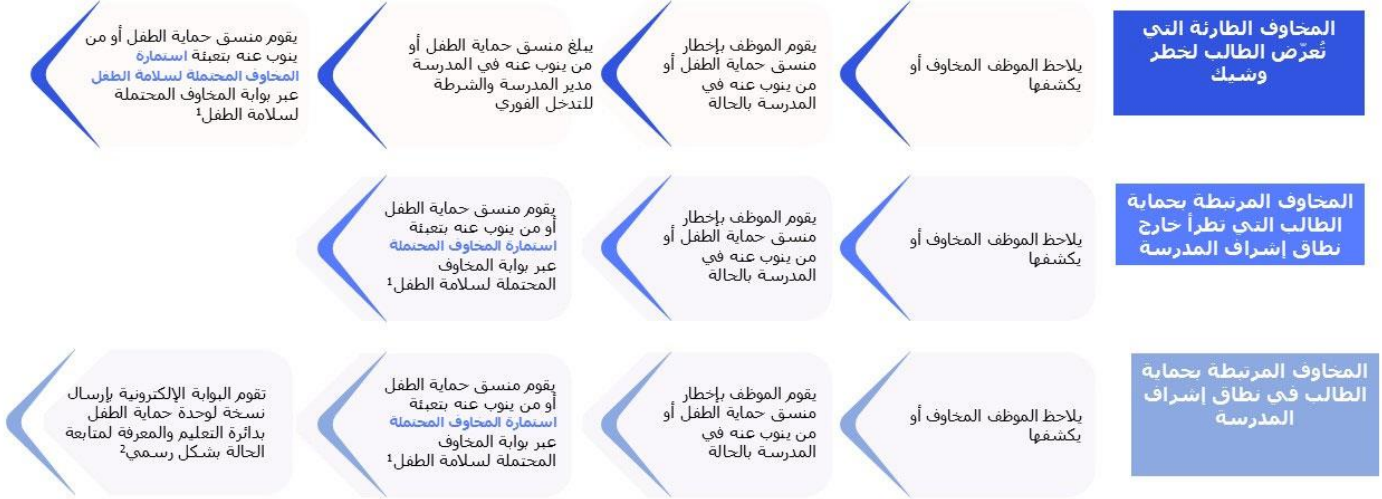 المخاوف الطارئة التي
تُعرّض الطالب لخطر
وشيك
يلاحظ الموظف المخاوف أو
يكشفها
يقوم الموظف بإخطار
منسق حماية الطفل أو
من ينوب عنه في
المدرسة بالحالة
يبلغ منسق حماية الطفل أو
من ينوب عنه في المدرسة
مدير المدرسة والشرطة
للتدخل الفوري
يقوم منسق حماية الطفل أو من
ينوب عنه بتعبئة استمارة
المخاوف المحتملة لسلامة الطفل
عبر بوابة المخاوف المحتملة
لسلامة الطفل¹
المخاوف المرتبطة بحماية
الطالب التي تطرأ خارج
نطاق إشراف المدرسة
يلاحظ الموظف المخاوف أو
يكشفها
يقوم الموظف بإخطار
منسق حماية الطفل أو
من ينوب عنه في
المدرسة بالحالة
يقوم منسق حماية الطفل
أو من ينوب عنه بتعبئة
استمارة المخاوف المحتملة
عبر بوابة المخاوف
المحتملة لسلامة الطفل¹
المخاوف المرتبطة بحماية
الطالب في نطاق إشراف
المدرسة
يلاحظ الموظف المخاوف أو
يكشفها
يقوم الموظف بإخطار
منسق حماية الطفل أو
من ينوب عنه في
المدرسة بالحالة
يقوم منسق حماية الطفل
أو من ينوب عنه بتعبئة
استمارة المخاوف المحتملة
عبر بوابة المخاوف
المحتملة لسلامة الطفل¹
تقوم البوابة الإلكترونية بإرسال
نسخة لوحدة حماية الطفل
بدائرة التعليم والمعرفة لمتابعة
الحالة بشكل رسمي²